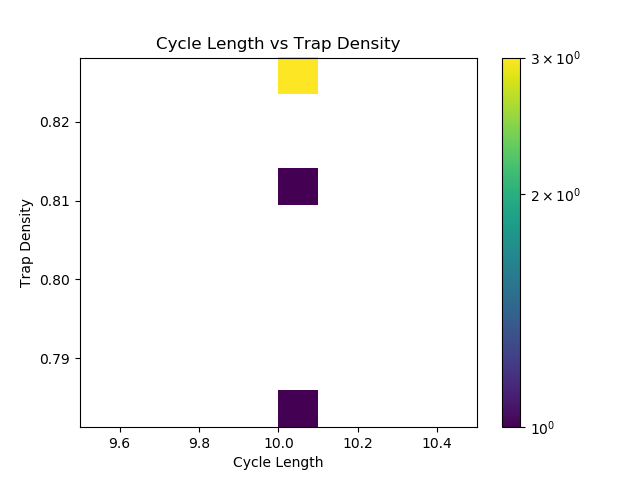 Cycle Length vs Trap Density
Trap Density
0.82
0.81
0.80
0.79
9.6 9.8 10.0 10.2 10.4
Cycle Length
3 × 10⁰
2 × 10⁰
10⁰